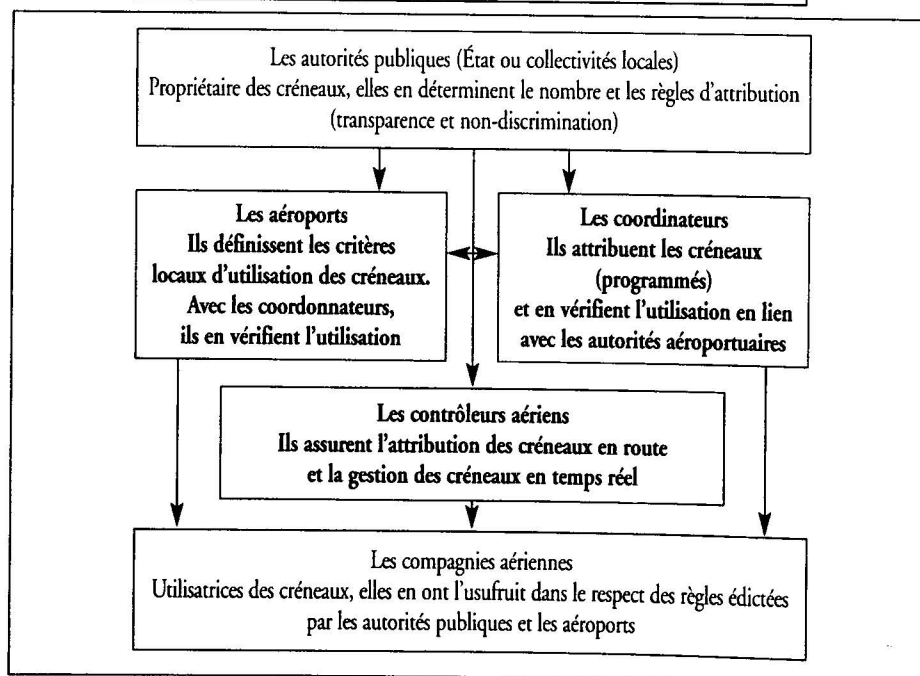 Les autorités publiques (État ou collectivités locales)
Propriétaire des créneaux, elles en déterminent le nombre et les règles d'attribution
(transparence et non-discrimination)
Les aéroports
Ils définissent les critères
locaux d'utilisation des créneaux.
Avec les coordonnateurs,
ils en vérifient l'utilisation
Les coordinateurs
Ils attribuent les créneaux
(programmés)
et en vérifient l'utilisation en lien
avec les autorités aéroportuaires
Les contrôleurs aériens
Ils assurent l'attribution des créneaux en route
et la gestion des créneaux en temps réel
Les compagnies aériennes
Utilisatrices des créneaux, elles en ont l'usufruit dans le respect des règles édictées
par les autorités publiques et les aéroports